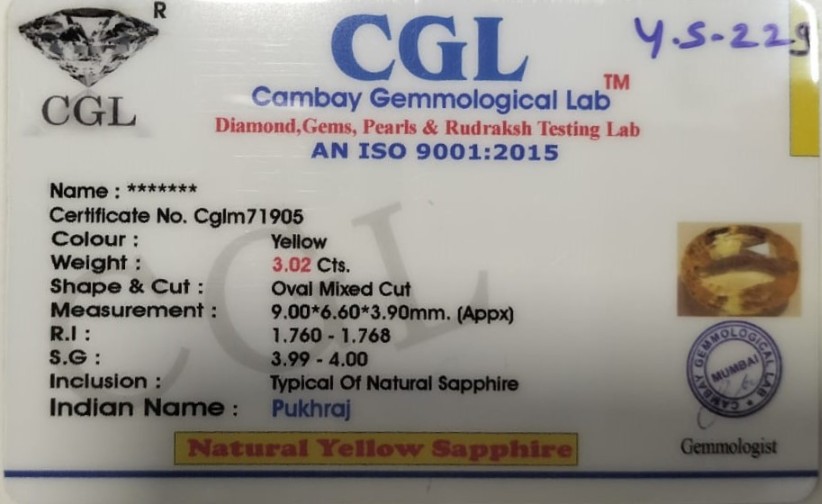 R
CGL
CGL
TM
Cambay Gemmological Lab
Diamond,Gems, Pearls & Rudraksh Testing Lab
AN ISO 9001:2015
Y.S-229
Name : *******
Certificate No. Cglm71905
Colour : Yellow
Weight : 3.02 Cts.
Shape & Cut : Oval Mixed Cut
Measurement : 9.00*6.60*3.90mm. (Appx)
R.I : 1.760 - 1.768
S.G : 3.99 - 4.00
Inclusion : Typical Of Natural Sapphire
Indian Name : Pukhraj
Natural Yellow Sapphire
CGL
CAMBAY GEMMOLOGICAL LAB
MUMBAI
Gemmologist